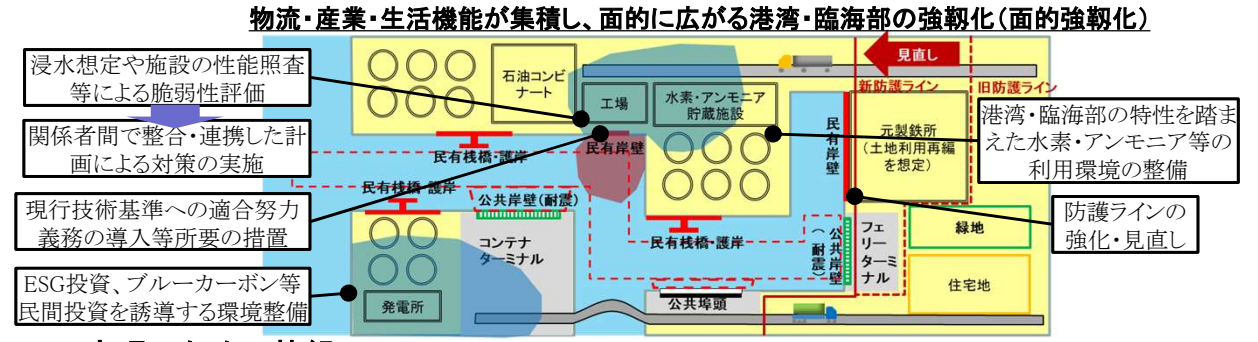 物流・産業・生活機能が集積し、面的に広がる港湾・臨海部の強靱化（面的強靱化）
浸水想定や施設の性能照査
等による脆弱性評価
関係者間で整合・連携した計
画による対策の実施
現行技術基準への適合努力
義務の導入等所要の措置
ESG投資、ブルーカーボン等
民間投資を誘導する環境整備
石油コンビ
ナート
工場
水素・アンモニア
貯蔵施設
見直し
新防護ライン
旧防護ライン
元製鉄所
（土地利用再編
を想定）
民有岸壁
民有桟橋・護岸
民有岸壁
民有桟橋・護岸
公共岸壁（耐震）
コンテナ
ターミナル
民有桟橋・護岸
公共岸壁
（耐震）
フェ
リーター
ミナル
緑地
住宅地
発電所
公共埠頭
港湾・臨海部の特性を踏ま
えた水素・アンモニア等の
利用環境の整備
防護ラインの
強化・見直し